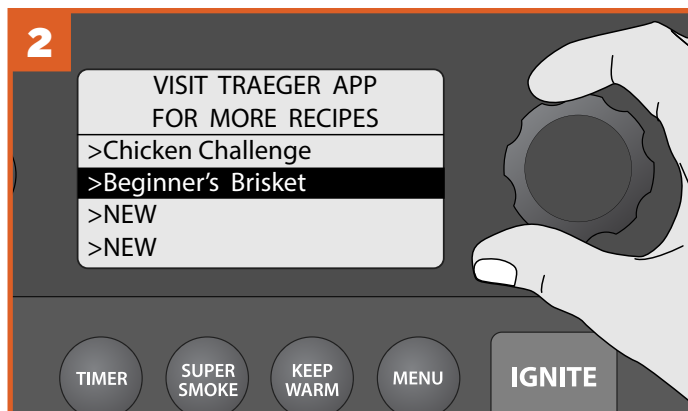 2
VISIT TRAEGER APP
FOR MORE RECIPES
>Chicken Challenge
>Beginner's Brisket
>NEW
>NEW
TIMER
SUPER
SMOKE
KEEP
WARM
MENU
IGNITE